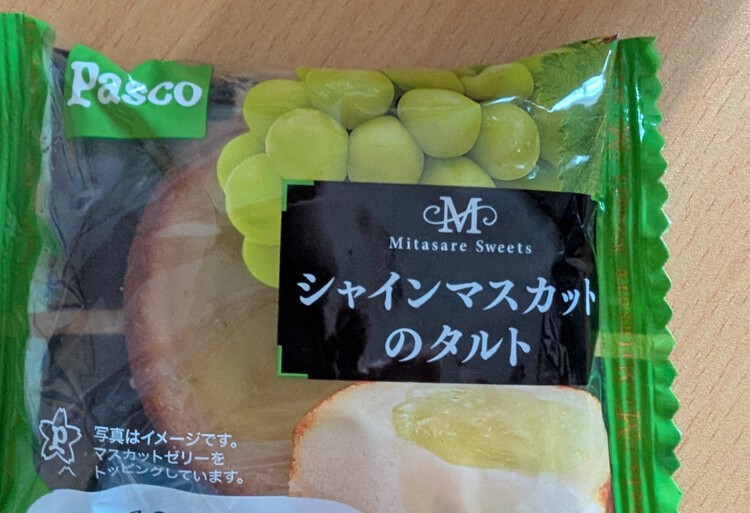 Pasco
M
Mitasare Sweets
シャインマスカット
のタルト
写真はイメージです。
マスカットゼリーを
トッピングしています。